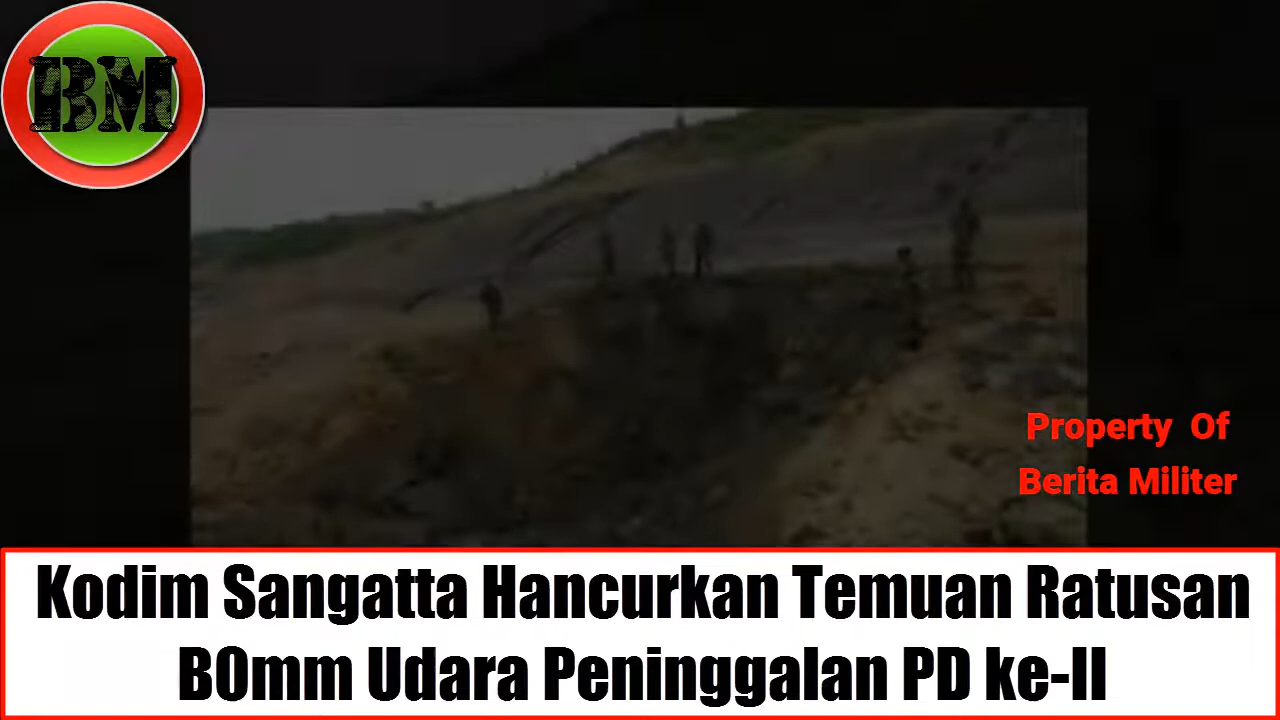 BM
Property Of
Berita Militer
Kodim Sangatta Hancurkan Temuan Ratusan
BOmm Udara Peninggalan PD ke-II